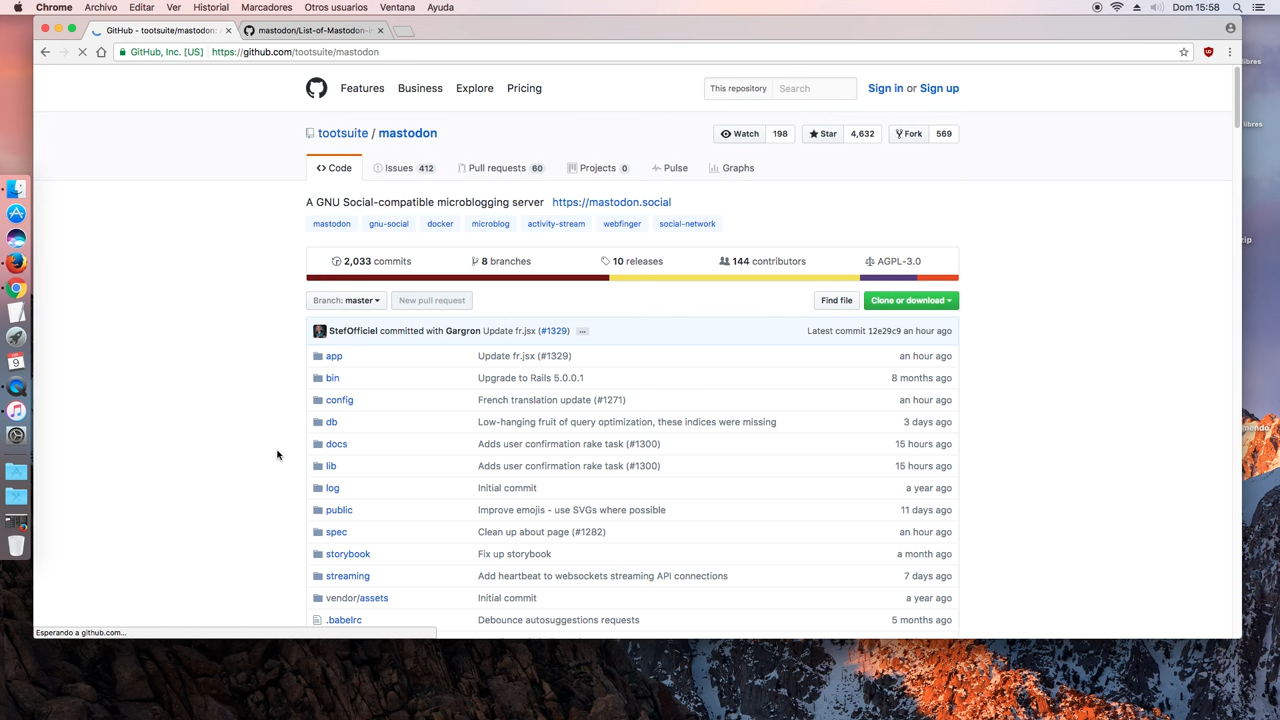 Chrome Archivo Editar Ver Historial Marcadores Otros usuarios Ventana Ayuda Dom 15:58
GitHub - tootsuite/mastodon: mastodon/List-of-Mastodon-i
GitHub, Inc. [US] https://github.com/tootsuite/mastodon
Features Business Explore Pricing This repository Search Sign in or Sign up
tootsuite / mastodon Watch 198 Star 4,632 Fork 569
Code Issues 412 Pull requests 60 Projects 0 Pulse Graphs
A GNU Social-compatible microblogging server https://mastodon.social
mastodon gnu-social docker microblog activity-stream webfinger social-network
2,033 commits 8 branches 10 releases 144 contributors AGPL-3.0
Branch: master New pull request Find file Clone or download
StefOfficiel committed with Gargron Update fr.jsx (#1329) ... Latest commit 12e29c9 an hour ago
app Update fr.jsx (#1329) an hour ago
bin Upgrade to Rails 5.0.0.1 8 months ago
config French translation update (#1271) an hour ago
db Low-hanging fruit of query optimization, these indices were missing 3 days ago
docs Adds user confirmation rake task (#1300) 15 hours ago
lib Adds user confirmation rake task (#1300) 15 hours ago
log Initial commit a year ago
public Improve emojis - use SVGs where possible 11 days ago
spec Clean up about page (#1282) an hour ago
storybook Fix up storybook a month ago
streaming Add heartbeat to websockets streaming API connections 7 days ago
vendor/assets Initial commit a year ago
.babelrc Debounce autosuggestions requests 5 months ago
Esperando a github.com...
9
libres
libres
zip